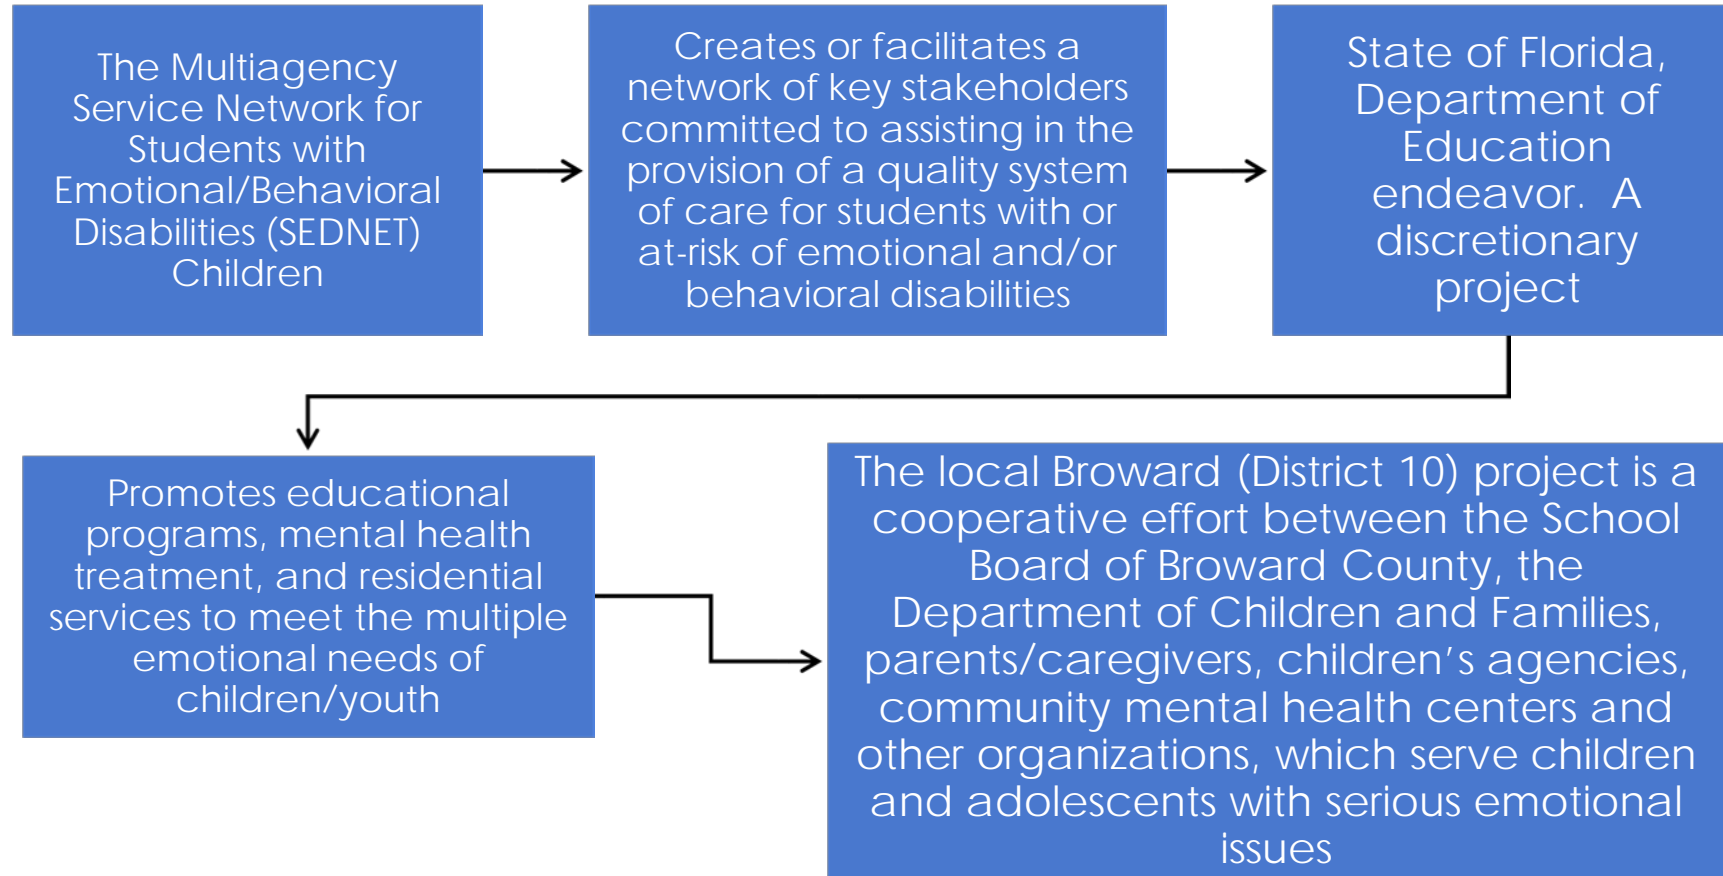 The Multiagency
Service Network for
Students with
Emotional/Behavioral
Disabilities (SEDNET)
Children
Creates or facilitates a
network of key stakeholders
committed to assisting in the
provision of a quality system
of care for students with or
at-risk of emotional and/or
behavioral disabilities
State of Florida,
Department of
Education
endeavor.  A
discretionary
project
Promotes educational
programs, mental health
treatment, and residential
services to meet the multiple
emotional needs of
children/youth
The local Broward (District 10) project is a
cooperative effort between the School
Board of Broward County, the
Department of Children and Families,
parents/caregivers, children’s agencies,
community mental health centers and
other organizations, which serve children
and adolescents with serious emotional
issues